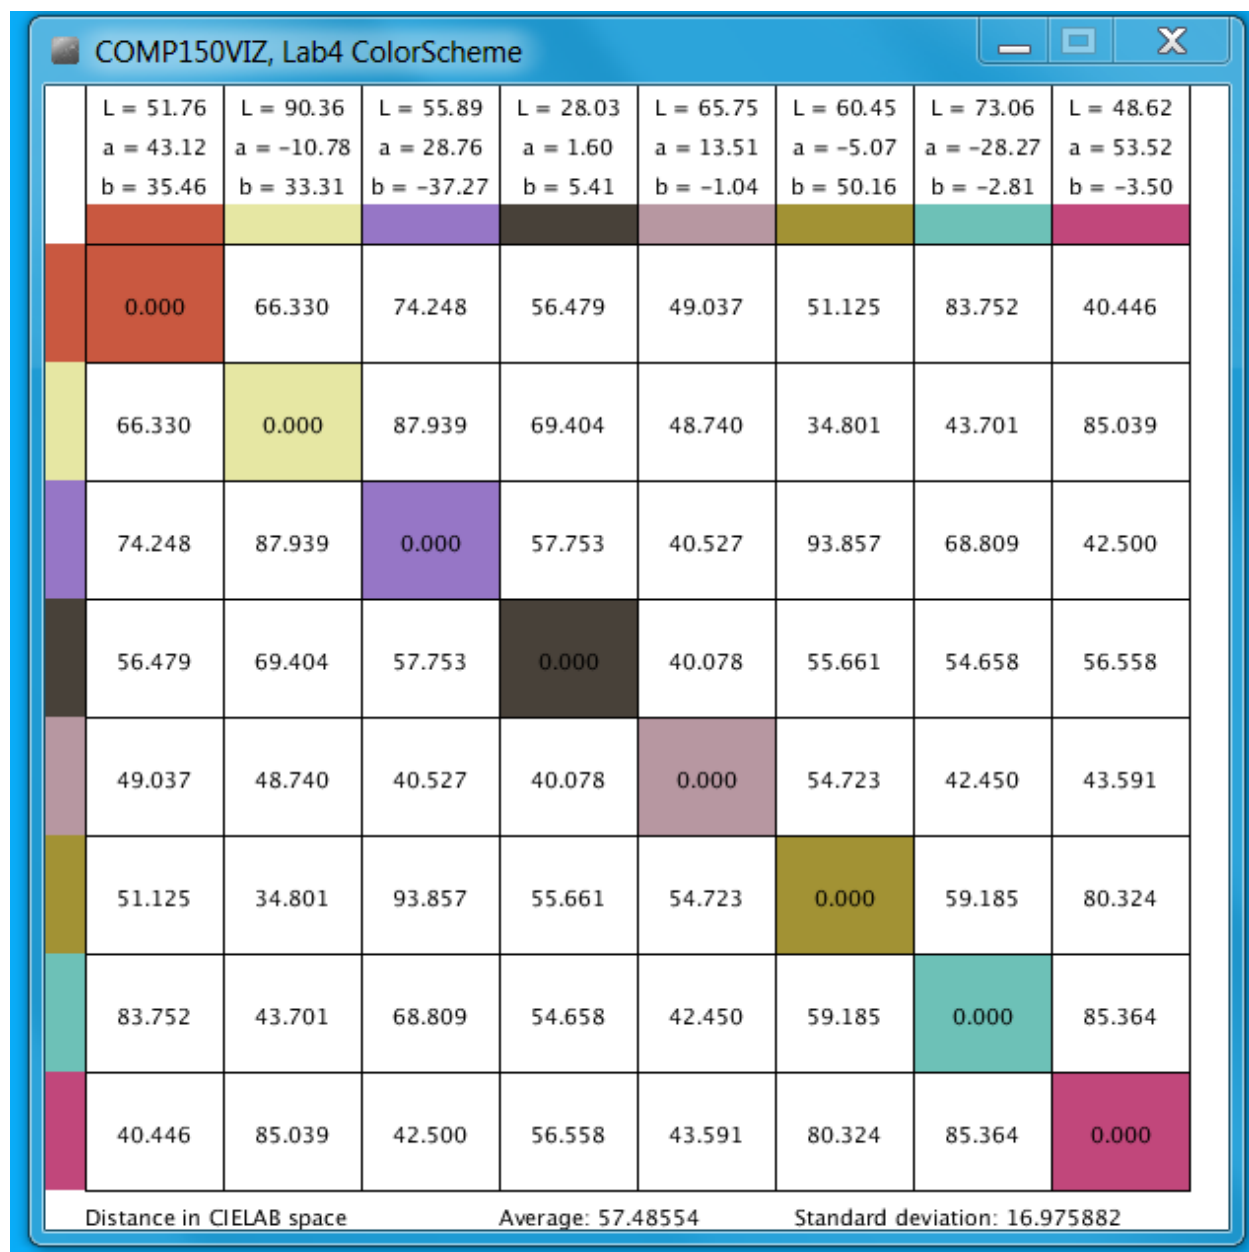 COMP150VIZ, Lab4 ColorScheme
L = 51.76 L = 90.36 L = 55.89 L = 28.03 L = 65.75 L = 60.45 L = 73.06 L = 48.62
a = 43.12 a = -10.78 a = 28.76 a = 1.60 a = 13.51 a = -5.07 a = -28.27 a = 53.52
b = 35.46 b = 33.31 b = -37.27 b = 5.41 b = -1.04 b = 50.16 b = -2.81 b = -3.50
0.000 66.330 74.248 56.479 49.037 51.125 83.752 40.446
66.330 0.000 87.939 69.404 48.740 34.801 43.701 85.039
74.248 87.939 0.000 57.753 40.527 93.857 68.809 42.500
56.479 69.404 57.753 0.000 40.078 55.661 54.658 56.558
49.037 48.740 40.527 40.078 0.000 54.723 42.450 43.591
51.125 34.801 93.857 55.661 54.723 0.000 59.185 80.324
83.752 43.701 68.809 54.658 42.450 59.185 0.000 85.364
40.446 85.039 42.500 56.558 43.591 80.324 85.364 0.000
Distance in CIELAB space Average: 57.48554 Standard deviation: 16.975882